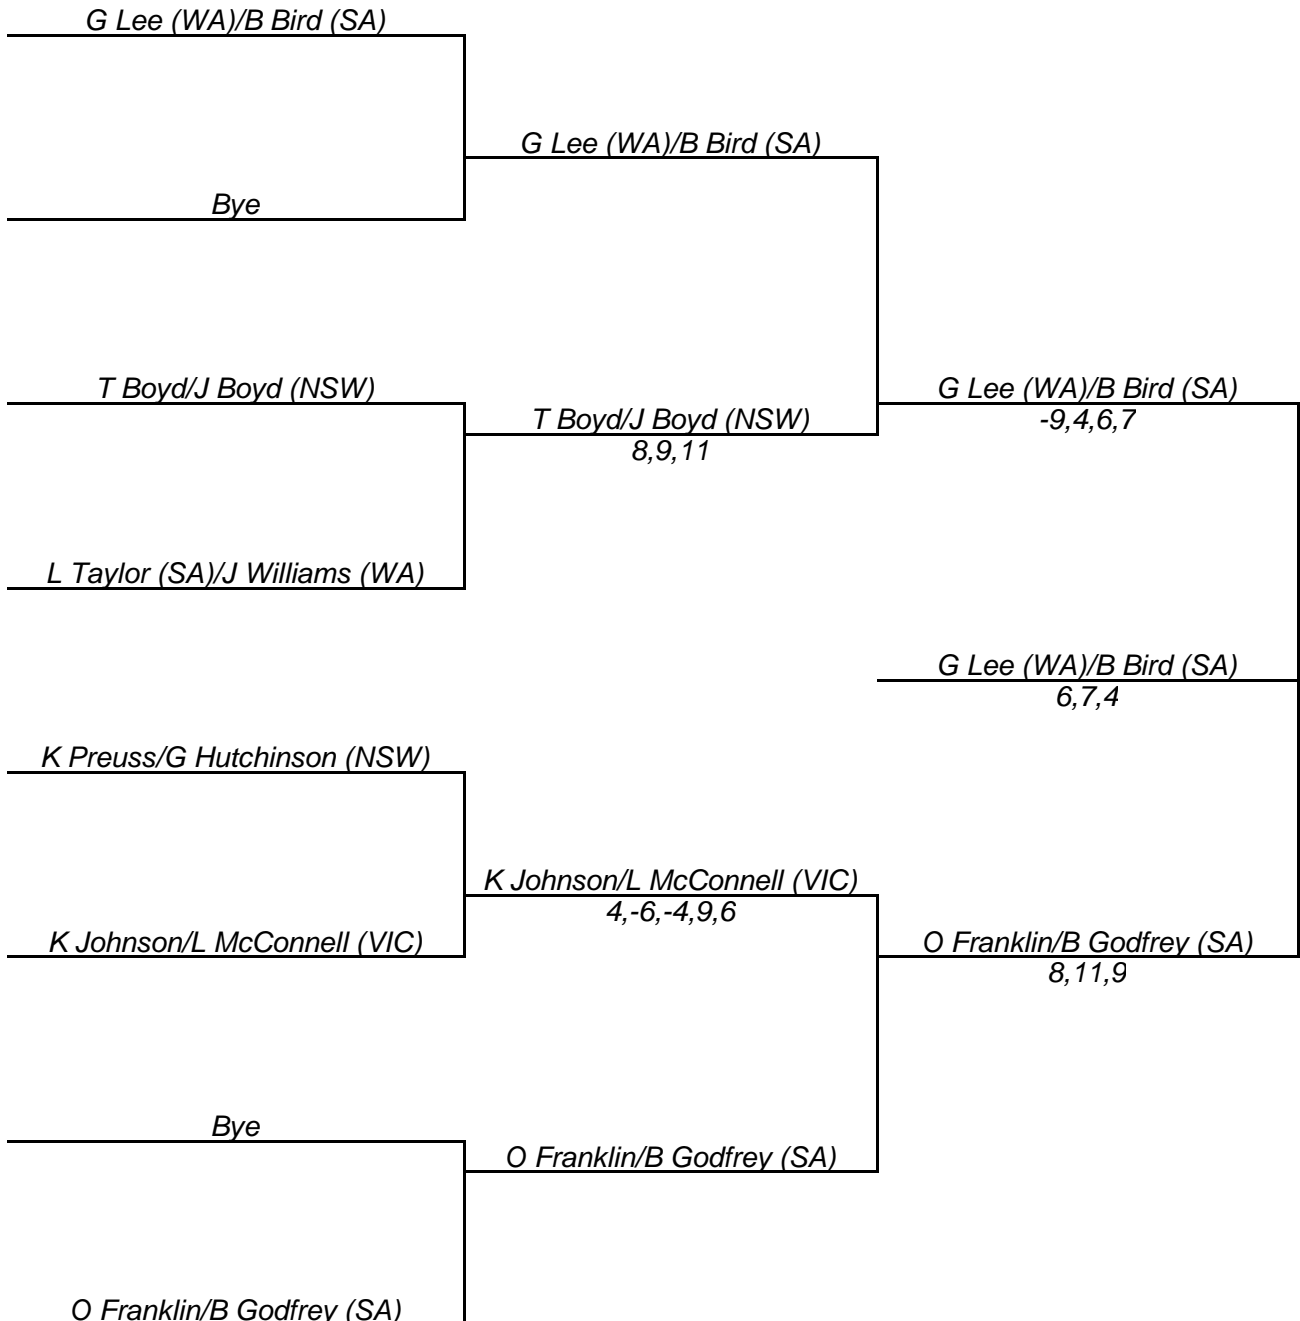 G Lee (WA)/B Bird (SA)
G Lee (WA)/B Bird (SA)
Bye
T Boyd/J Boyd (NSW)
G Lee (WA)/B Bird (SA)
T Boyd/J Boyd (NSW)
-9,4,6,7
8,9,11
L Taylor (SA)/J Williams (WA)
G Lee (WA)/B Bird (SA)
6,7,4
K Preuss/G Hutchinson (NSW)
K Johnson/L McConnell (VIC)
4,-6,-4,9,6
K Johnson/L McConnell (VIC)
O Franklin/B Godfrey (SA)
8,11,9
Bye
O Franklin/B Godfrey (SA)
O Franklin/B Godfrey (SA)